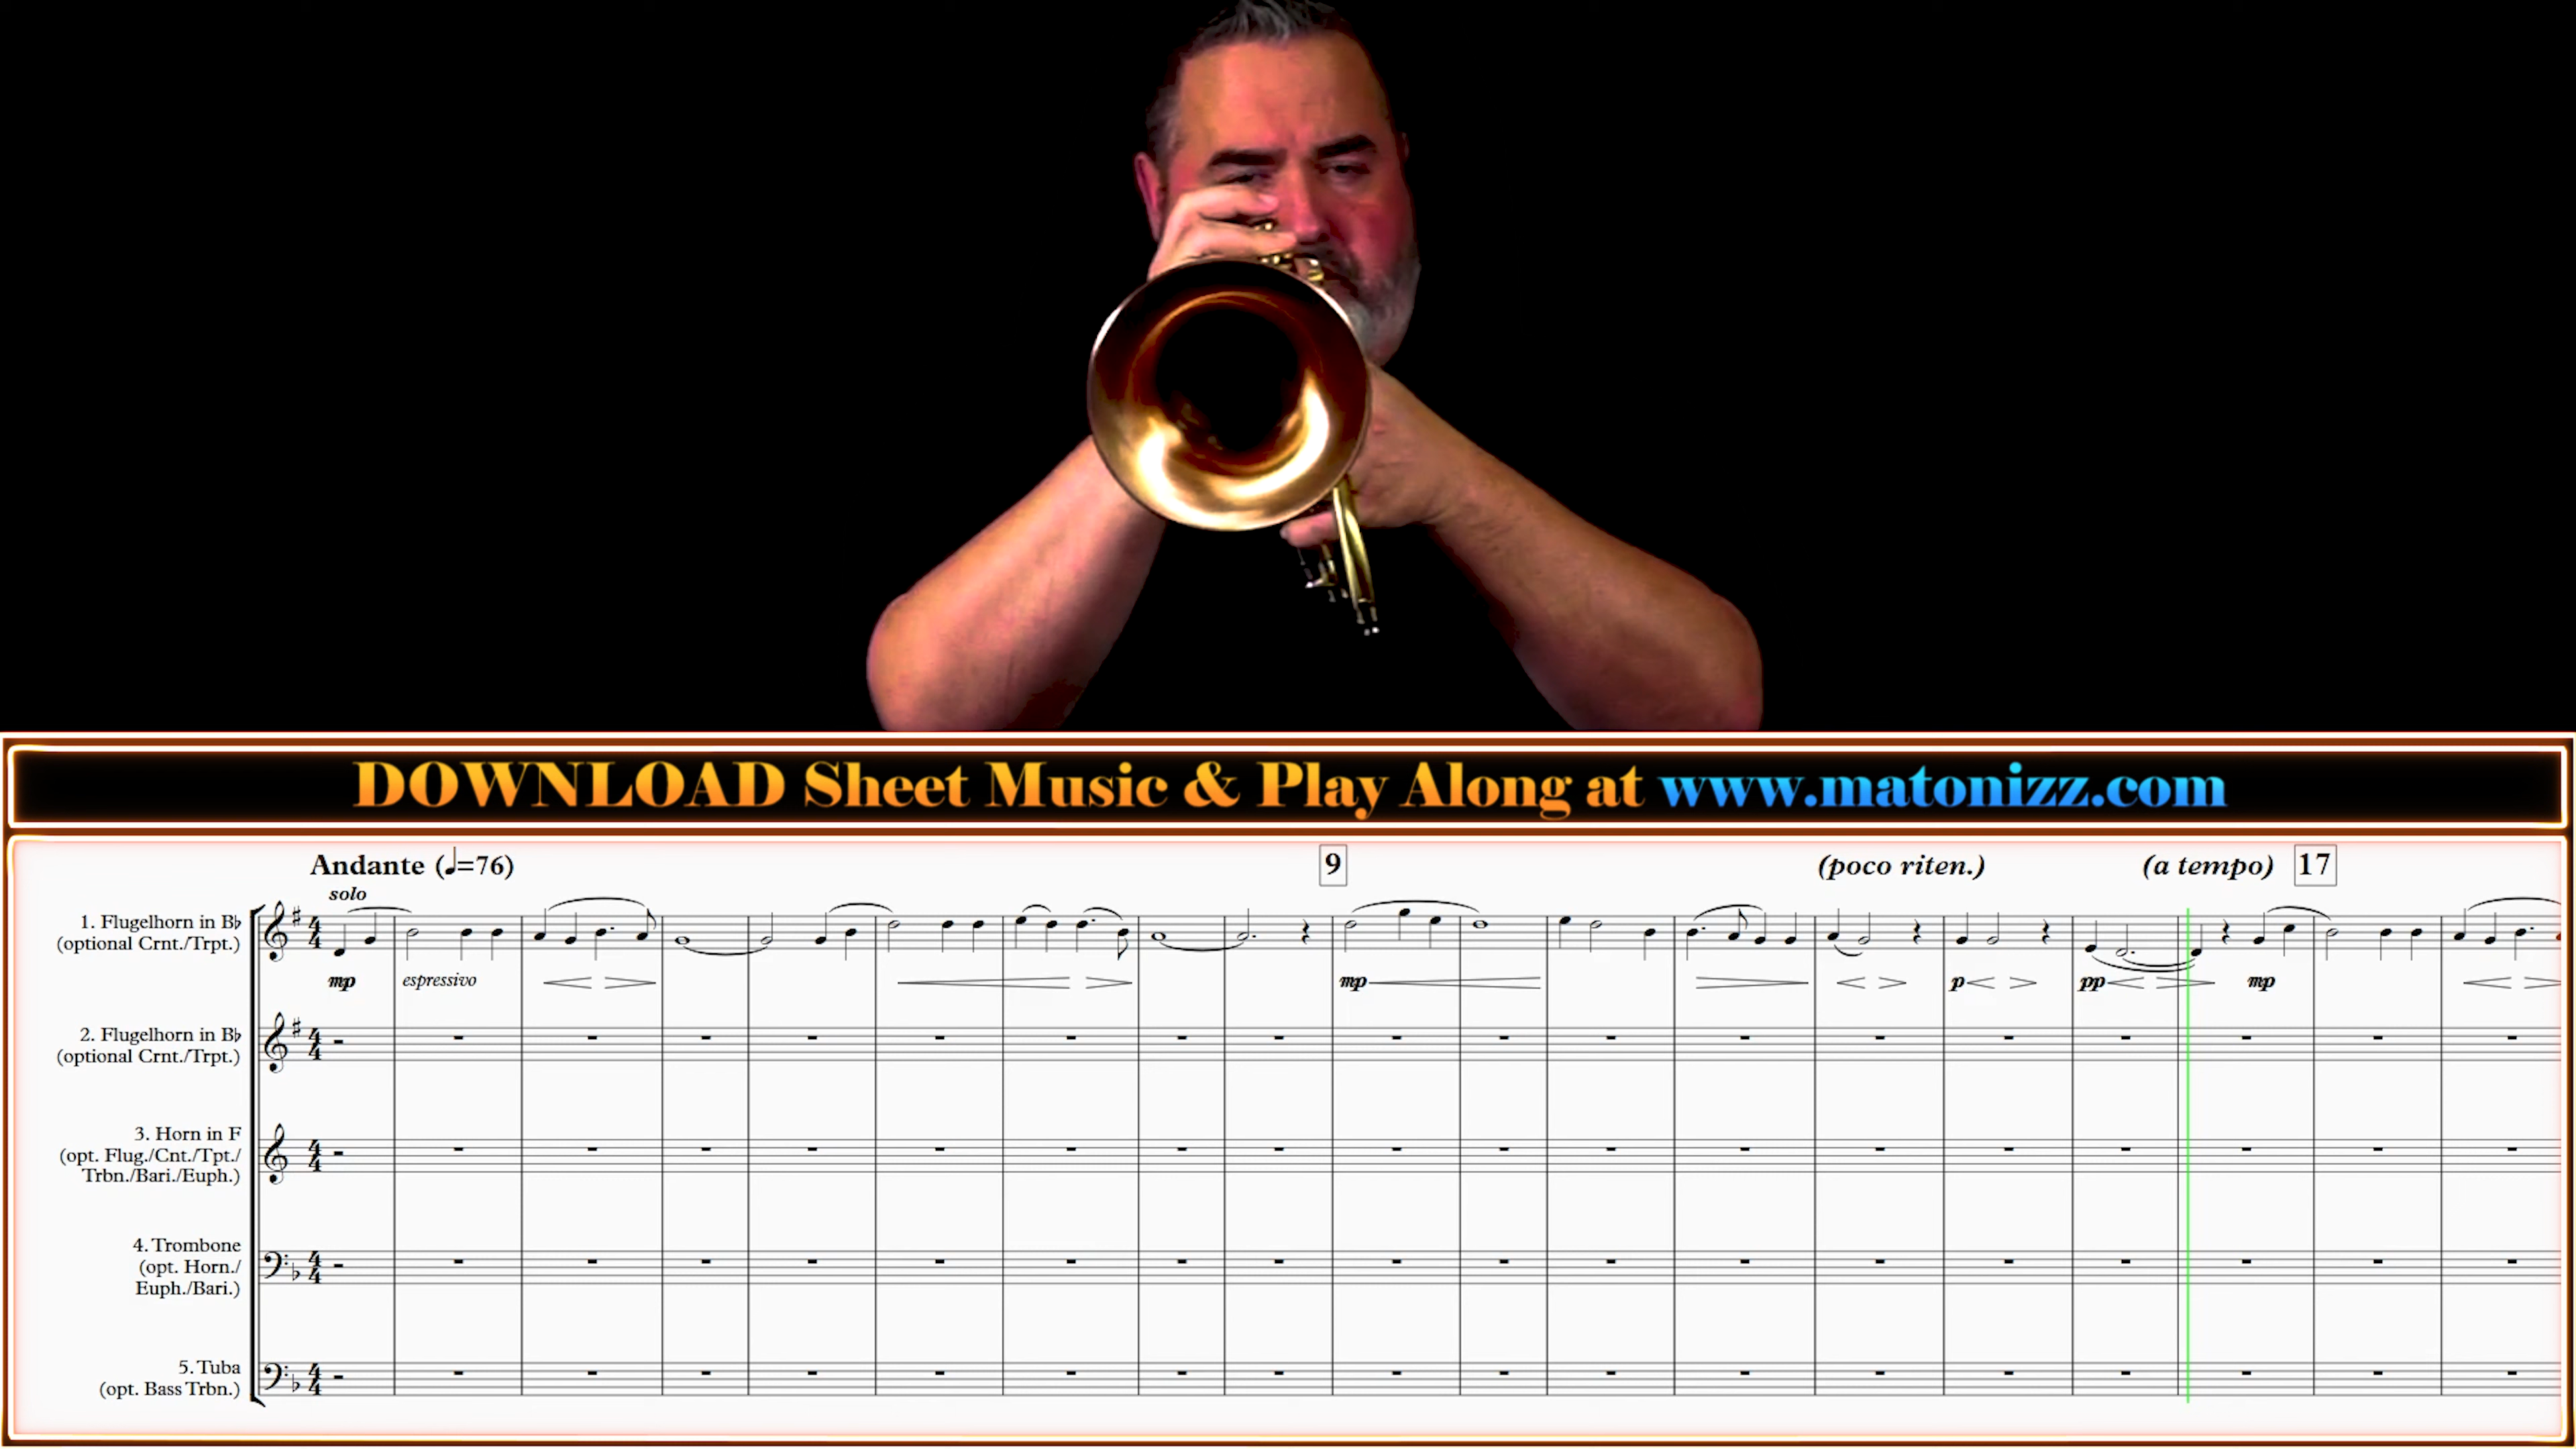 DOWNLOAD Sheet Music & Play Along at www.matonizz.com
Andante (♩=76)
9
(poco riten.)
(a tempo)
17
solo
1. Flugelhorn in B♭
(optional Crnt./Trpt.)
mp
espressivo
mp
p
pp
mp
2. Flugelhorn in B♭
(optional Crnt./Trpt.)
3. Horn in F
(opt. Flug./Cnt./Tpt./
Trbn./Bari./Euph.)
4. Trombone
(opt. Horn./
Euph./Bari.)
5. Tuba
(opt. Bass Trbn.)